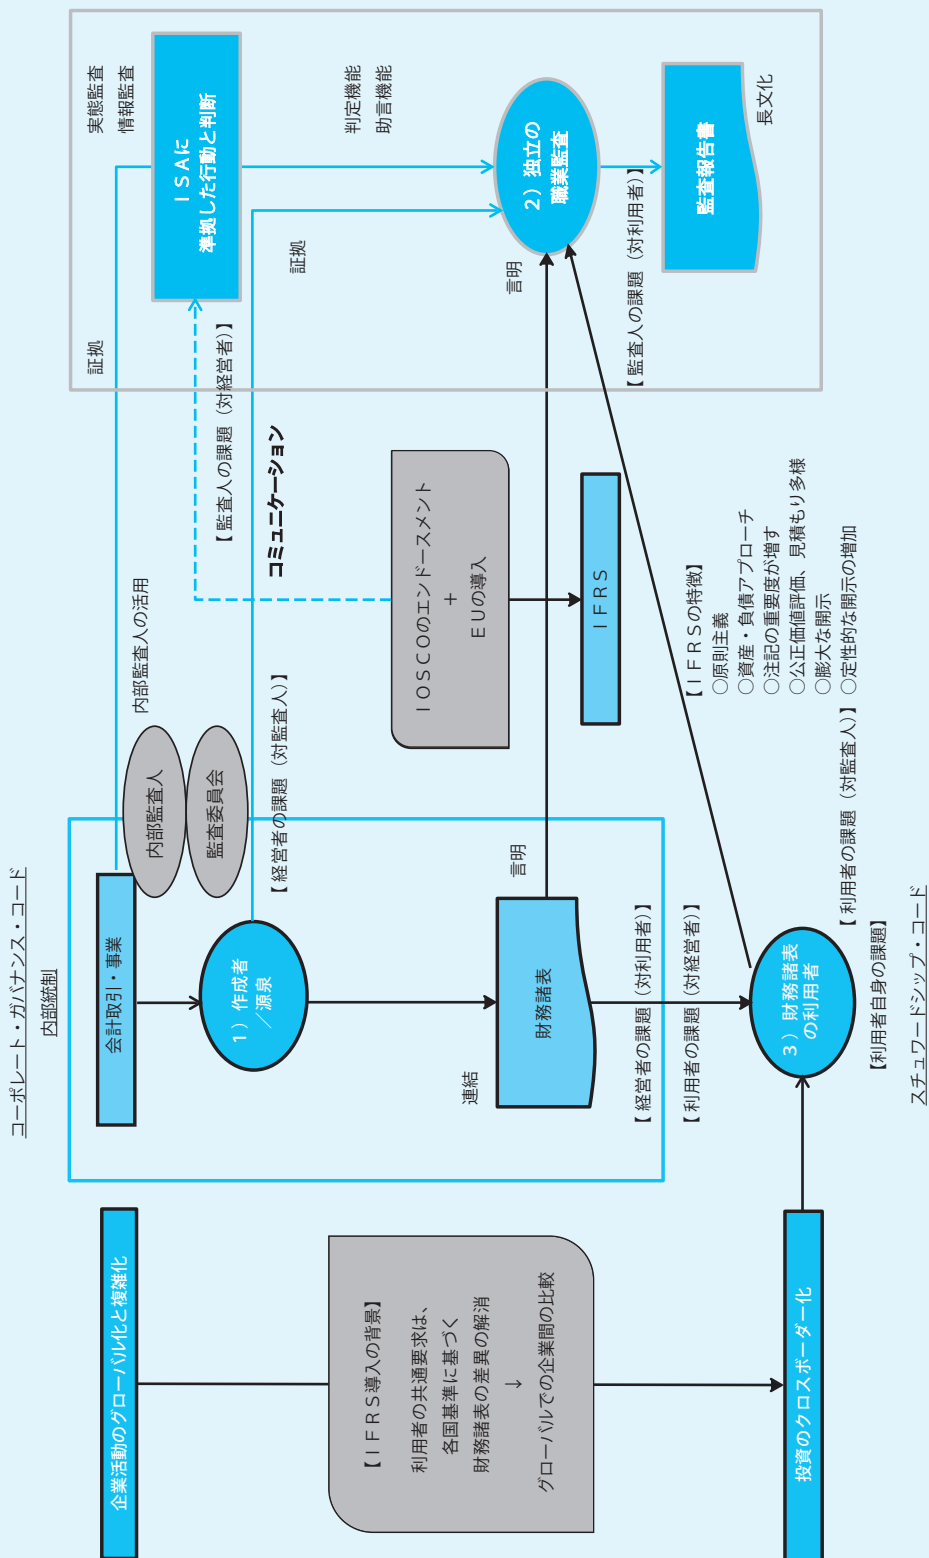 コーポレート・ガバナンス・コード
内部統制
企業活動のグローバル化と複雑化
【ＩＦＲＳ導入の背景】
利用者の共通要求は、
各国基準に基づく
財務諸表の差異の解消
↓
グローバルでの企業間の比較
投資のクロスボーダー化
会計取引・事業
１）作成者
／源泉
連結
財務諸表
言明
【経営者の課題（対利用者）】
【利用者の課題（対経営者）】
３）財務諸表
の利用者
【利用者の課題（対監査人）】
【利用者自身の課題】
スチュワードシップ・コード
内部監査人
監査委員会
内部監査人の活用
【経営者の課題（対監査人）】
ＩＯＳＣＯのエンドースメント
＋
ＥＵの導入
ＩＦＲＳ
【ＩＦＲＳの特徴】
○原則主義
○資産・負債アプローチ
○注記の重要度が増す
○公正価値評価、見積もり多様
○膨大な開示
○定性的な開示の増加
コミュニケーション
【監査人の課題（対経営者）】
証拠
証拠
言明
【監査人の課題（対利用者）】
実態監査
情報監査
ＩＳＡに
準拠した行動と判断
判定機能
助言機能
２）独立の
職業監査
監査報告書
長文化